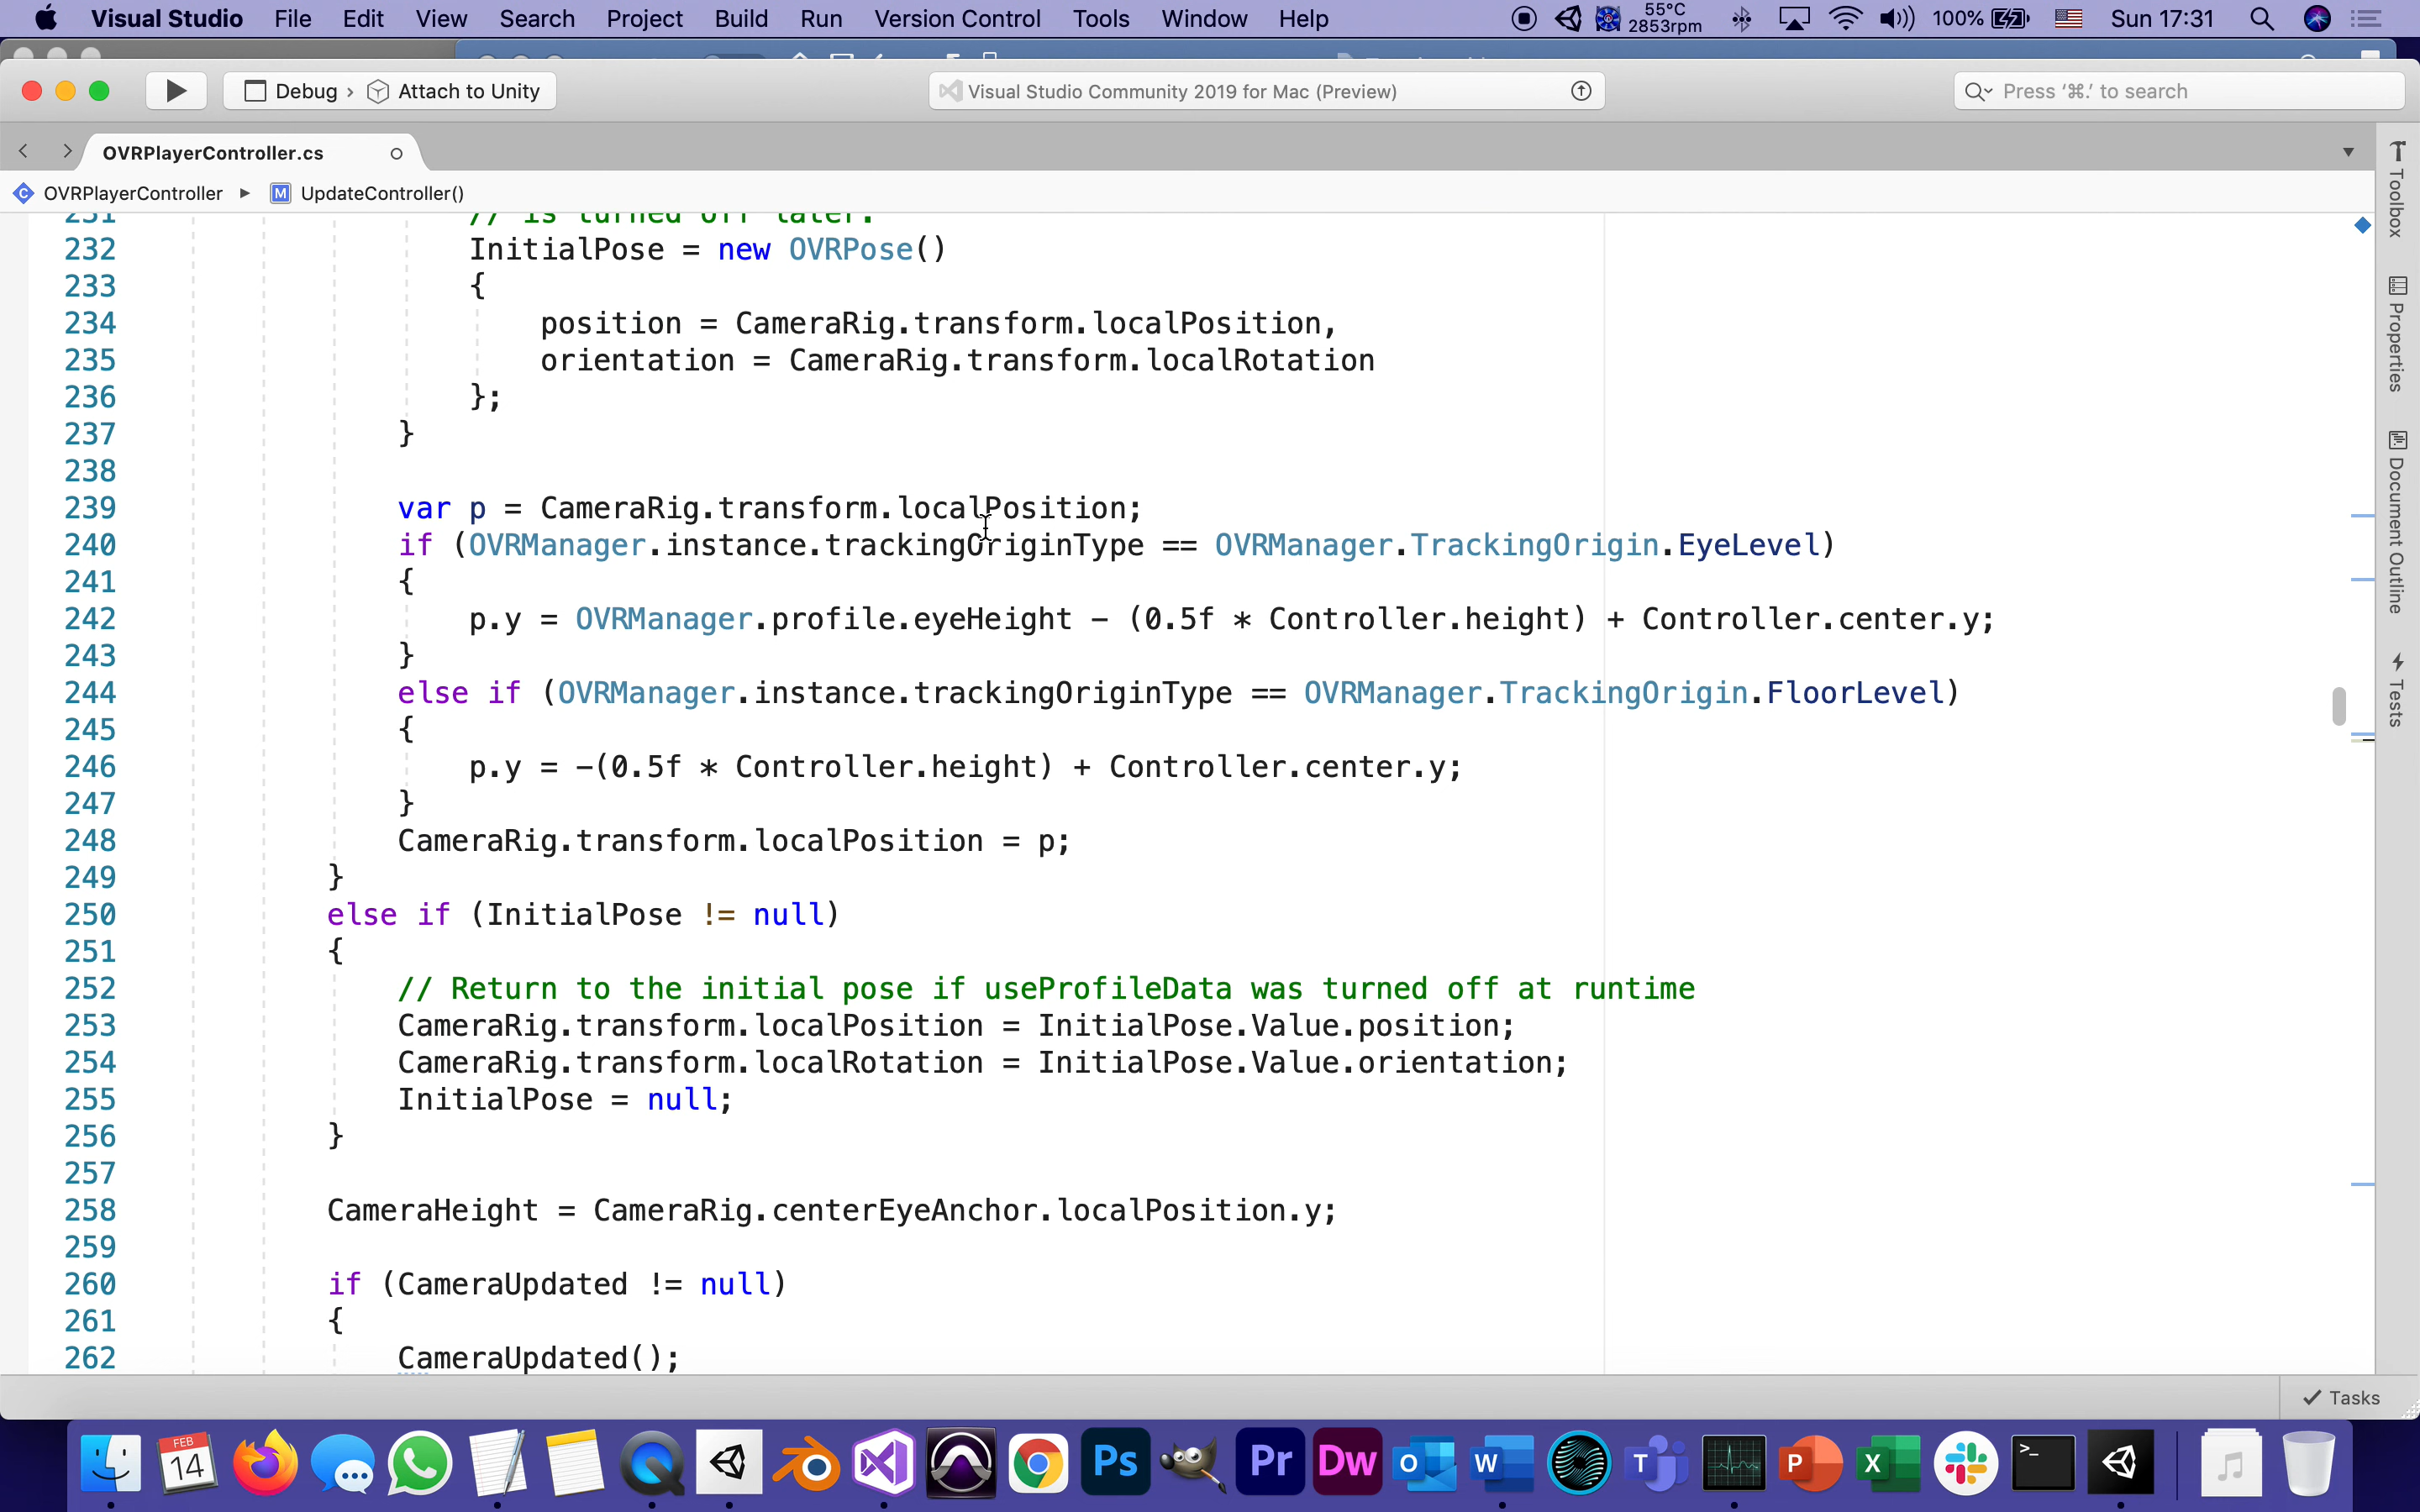 Visual Studio File Edit View Search Project Build Run Version Control Tools Window Help 55°C 2853rpm 100% Sun 17:31
Debug › Attach to Unity Visual Studio Community 2019 for Mac (Preview) Press '⌘.' to search
OVRPlayerController.cs
OVRPlayerController ▸ M UpdateController()
231 // is turned off later.
232 InitialPose = new OVRPose()
233 {
234 position = CameraRig.transform.localPosition,
235 orientation = CameraRig.transform.localRotation
236 };
237 }
238
239 var p = CameraRig.transform.localPosition;
240 if (OVRManager.instance.trackingOriginType == OVRManager.TrackingOrigin.EyeLevel)
241 {
242 p.y = OVRManager.profile.eyeHeight - (0.5f * Controller.height) + Controller.center.y;
243 }
244 else if (OVRManager.instance.trackingOriginType == OVRManager.TrackingOrigin.FloorLevel)
245 {
246 p.y = -(0.5f * Controller.height) + Controller.center.y;
247 }
248 CameraRig.transform.localPosition = p;
249 }
250 else if (InitialPose != null)
251 {
252 // Return to the initial pose if useProfileData was turned off at runtime
253 CameraRig.transform.localPosition = InitialPose.Value.position;
254 CameraRig.transform.localRotation = InitialPose.Value.orientation;
255 InitialPose = null;
256 }
257
258 CameraHeight = CameraRig.centerEyeAnchor.localPosition.y;
259
260 if (CameraUpdated != null)
261 {
262 CameraUpdated();
Toolbox
Properties
Document Outline
Tests
Tasks
FEB
14
Ps Pr Dw O W T P X >_